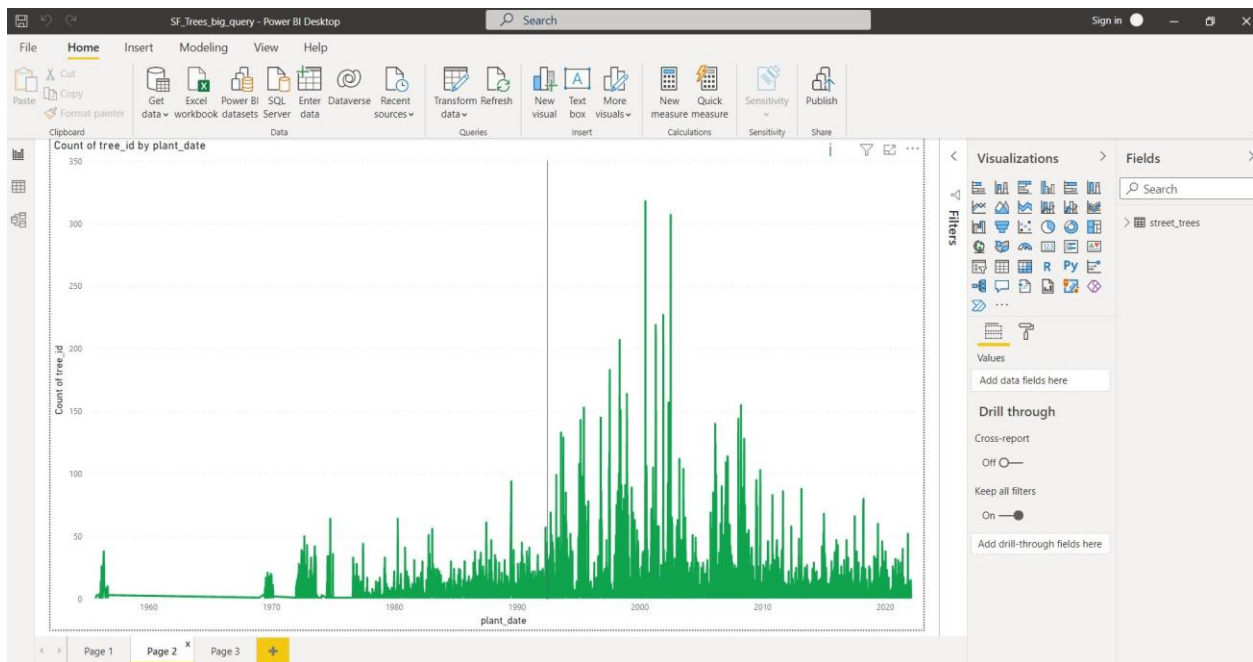 SF_Trees_big_query - Power BI Desktop
Search
Sign in
File Home Insert Modeling View Help
Paste
Cut
Copy
Format painter
Get data
Excel workbook
Power BI datasets
SQL Server
Enter data
Dataverse
Recent sources
Transform data
Refresh
New visual
Text box
More visuals
New measure
Quick measure
Sensitivity
Publish
Clipboard
Data
Queries
Insert
Calculations
Sensitivity
Share
Count of tree_id by plant_date
350
300
250
200
150
100
50
0
Count of tree_id
1960 1970 1980 1990 2000 2010 2020
plant_date
Filters
Visualizations
R Py
123
Values
Add data fields here
Drill through
Cross-report
Off
Keep all filters
On
Add drill-through fields here
Fields
Search
street_trees
Page 1 Page 2 x Page 3 +